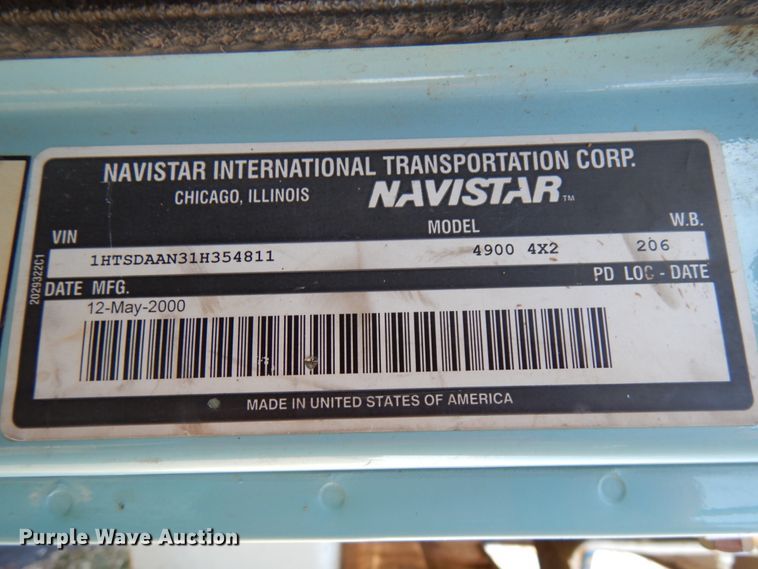 NAVISTAR INTERNATIONAL TRANSPORTATION CORP.
CHICAGO, ILLINOIS NAVISTAR TM
VIN MODEL W.B.
1HTSDAAN31H354811 4900 4X2 206
DATE MFG. PD LOC - DATE
12-May-2000
2029322C1
MADE IN UNITED STATES OF AMERICA
Purple Wave Auction